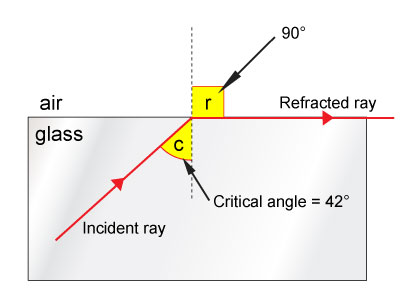 90°
air
r
Refracted ray
glass
c
Critical angle = 42°
Incident ray